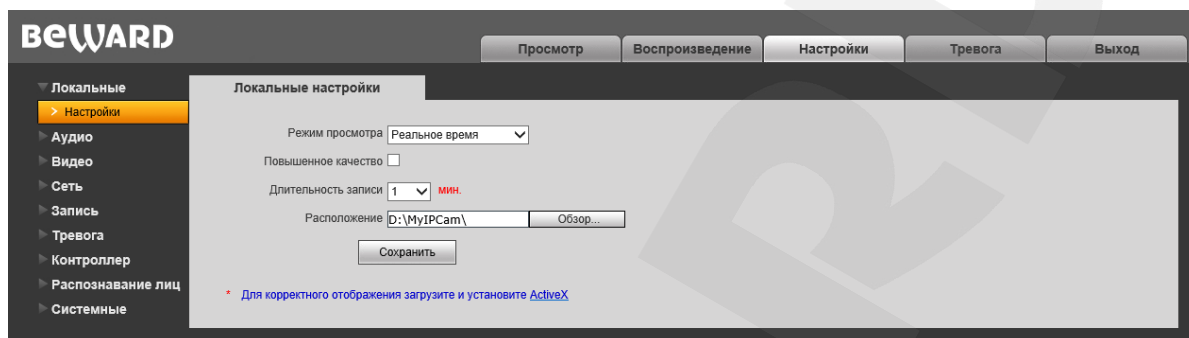 BEWARD
Просмотр Воспроизведение Настройки Тревога Выход
Локальные
> Настройки
Аудио
Видео
Сеть
Запись
Тревога
Контроллер
Распознавание лиц
Системные
Локальные настройки
Режим просмотра Реальное время
Повышенное качество
Длительность записи 1 мин.
Расположение D:\MyIPCam\ Обзор...
Сохранить
* Для корректного отображения загрузите и установите ActiveX